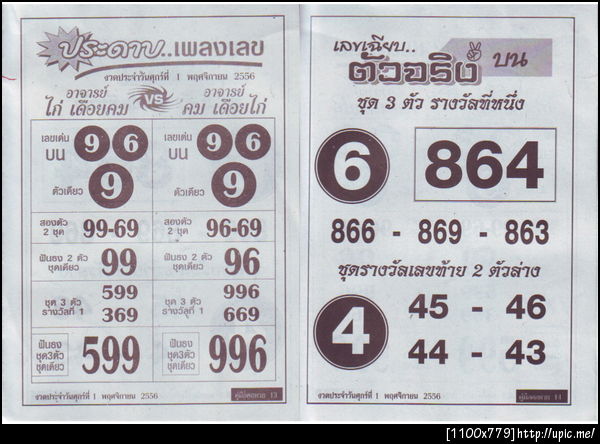 ประดาบ..เพลงเลข
งวดประจำวันศุกร์ที่ 1 พฤศจิกายน 2556
อาจารย์
ไก่ เดือยคม
VS
อาจารย์
คม เดือยไก่
เลขเด่น
บน
9 6
ตัวเดียว
9
เลขเด่น
บน
9 6
ตัวเดียว
9
สองตัว
2 ชุด
99-69
สองตัว
2 ชุด
96-69
ฟันธง 2 ตัว
ชุดเดียว
99
ฟันธง 2 ตัว
ชุดเดียว
96
ชุด 3 ตัว
รางวัลที่ 1
599
369
ชุด 3 ตัว
รางวัลที่ 1
996
669
ฟันธง
ชุด3ตัว
ชุดเดียว
599
ฟันธง
ชุด3ตัว
ชุดเดียว
996
งวดประจำวันศุกร์ที่ 1 พฤศจิกายน 2556
13
เลขเฉียบ..
ตัวจริง
บน
ชุด 3 ตัว รางวัลที่หนึ่ง
6
864
866 - 869 - 863
ชุดรางวัลเลขท้าย 2 ตัวล่าง
4
45 - 46
44 - 43
งวดประจำวันศุกร์ที่ 1 พฤศจิกายน 2556
14
[1100x779]http://upic.me/